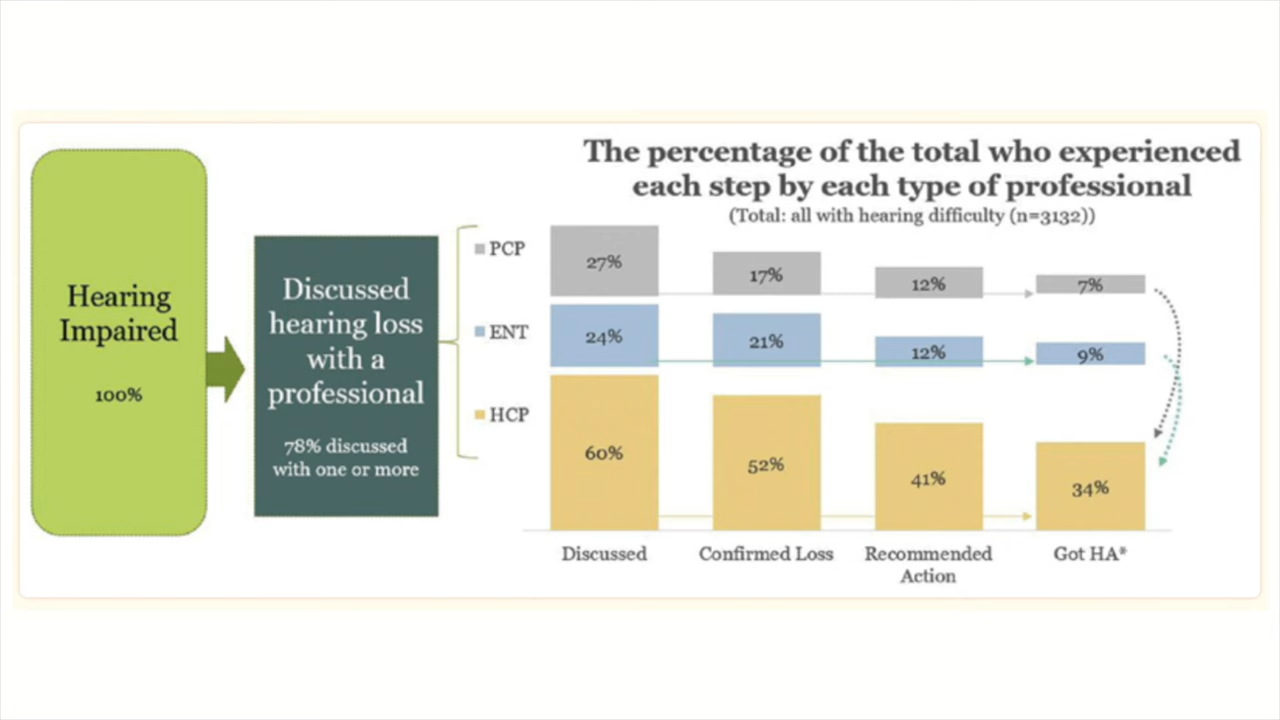 The percentage of the total who experienced
each step by each type of professional
(Total: all with hearing difficulty (n=3132))
Hearing
Impaired
100%
Discussed
hearing loss
with a
professional
78% discussed
with one or more
PCP
27%
17%
12%
7%
ENT
24%
21%
12%
9%
HCP
60%
52%
41%
34%
Discussed
Confirmed Loss
Recommended
Action
Got HA*